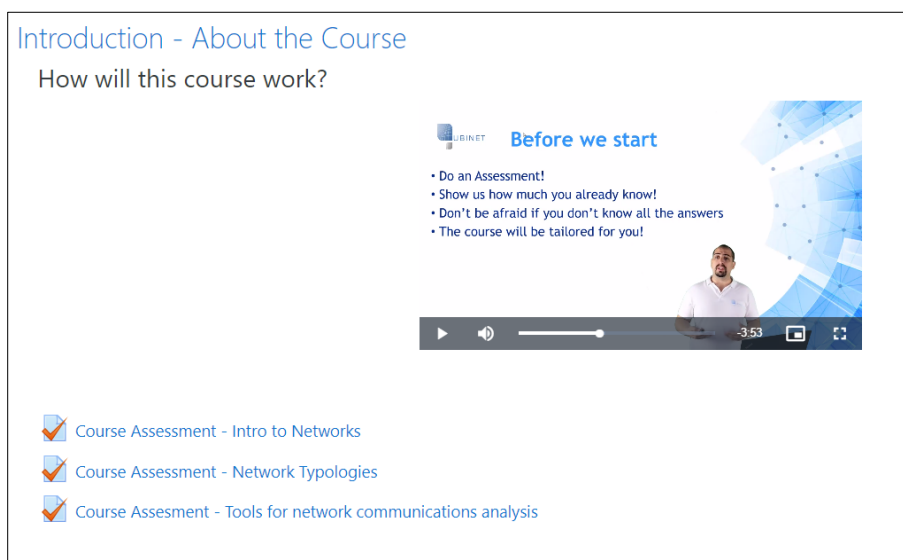 Introduction - About the Course
How will this course work?
UBINET
Before we start
• Do an Assessment!
• Show us how much you already know!
• Don't be afraid if you don't know all the answers
• The course will be tailored for you!
-3:53
Course Assessment - Intro to Networks
Course Assessment - Network Typologies
Course Assesment - Tools for network communications analysis